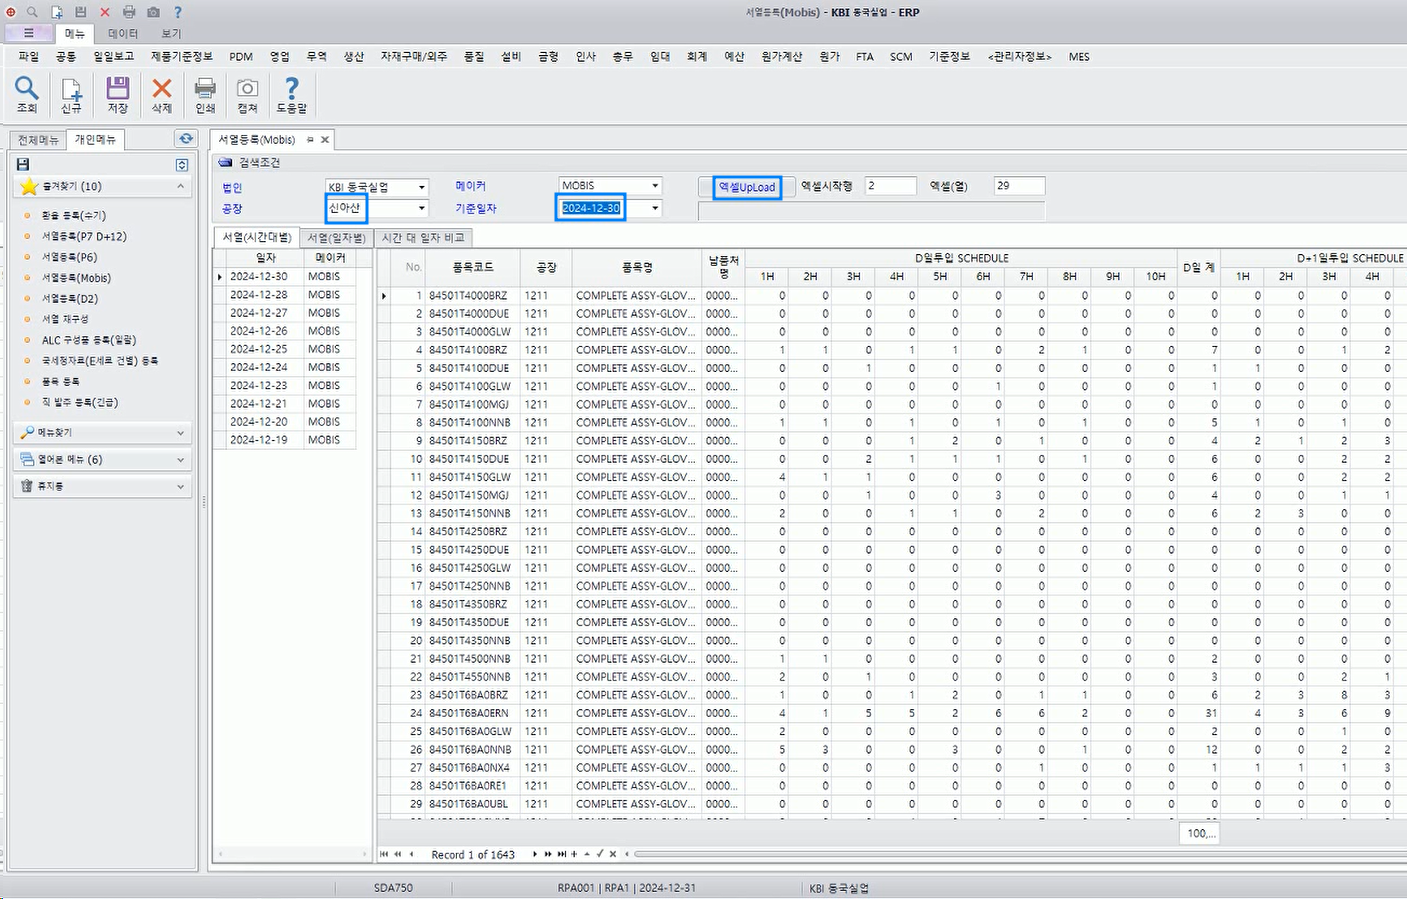 서열등록(Mobis) - KBI 동국실업 - ERP
메뉴 데이터 보기
파일 공통 일일보고 제품기준정보 PDM 영업 무역 생산 자재구매/외주 품질 설비 금형 인사 총무 임대 회계 예산 원가계산 원가 FTA SCM 기준정보 <관리자정보> MES
조회 신규 저장 삭제 인쇄 캡쳐 도움말
전체메뉴 개인메뉴
즐겨찾기 (10)
환율 등록(수기)
서열등록(P7 D+12)
서열등록(P6)
서열등록(Mobis)
서열등록(D2)
서열 재구성
ALC 구성품 등록(일괄)
국세청자료(E세로 건별) 등록
품목 등록
직 발주 등록(긴급)
메뉴찾기
열어본 메뉴 (6)
휴지통
서열등록(Mobis)
검색조건
법인 KBI 동국실업 메이커 MOBIS 엑셀UpLoad 엑셀시작행 2 엑셀(열) 29
공장 신아산 기준일자 2024-12-30
서열(시간대별) 서열(일자별) 시간 대 일자 비교
일자 메이커
2024-12-30 MOBIS
2024-12-28 MOBIS
2024-12-27 MOBIS
2024-12-26 MOBIS
2024-12-25 MOBIS
2024-12-24 MOBIS
2024-12-23 MOBIS
2024-12-21 MOBIS
2024-12-20 MOBIS
2024-12-19 MOBIS
No. 품목코드 공장 품목명 납품처명 D일투입 SCHEDULE D일 계 D+1일투입 SCHEDULE
1H 2H 3H 4H 5H 6H 7H 8H 9H 10H 1H 2H 3H 4H
1 84501T4000BRZ 1211 COMPLETE ASSY-GLOV... 0000... 0 0 0 0 0 0 0 0 0 0 0 0 0 0 0
2 84501T4000DUE 1211 COMPLETE ASSY-GLOV... 0000... 0 0 0 0 0 0 0 0 0 0 0 0 0 0 0
3 84501T4000GLW 1211 COMPLETE ASSY-GLOV... 0000... 0 0 0 0 0 0 0 0 0 0 0 0 0 0 0
4 84501T4100BRZ 1211 COMPLETE ASSY-GLOV... 0000... 1 1 0 1 1 0 2 1 0 0 7 0 0 1 2
5 84501T4100DUE 1211 COMPLETE ASSY-GLOV... 0000... 0 0 1 0 0 0 0 0 0 0 1 1 0 0 0
6 84501T4100GLW 1211 COMPLETE ASSY-GLOV... 0000... 0 0 0 0 0 1 0 0 0 0 1 0 0 0 0
7 84501T4100MGJ 1211 COMPLETE ASSY-GLOV... 0000... 0 0 0 0 0 0 0 0 0 0 0 0 0 0 0
8 84501T4100NNB 1211 COMPLETE ASSY-GLOV... 0000... 1 1 0 1 0 1 0 1 0 0 5 1 0 1 0
9 84501T4150BRZ 1211 COMPLETE ASSY-GLOV... 0000... 0 0 0 1 2 0 1 0 0 0 4 2 1 2 3
10 84501T4150DUE 1211 COMPLETE ASSY-GLOV... 0000... 0 0 2 1 1 1 0 1 0 0 6 0 0 2 2
11 84501T4150GLW 1211 COMPLETE ASSY-GLOV... 0000... 4 1 1 0 0 0 0 0 0 0 6 0 0 2 2
12 84501T4150MGJ 1211 COMPLETE ASSY-GLOV... 0000... 0 0 1 0 0 3 0 0 0 0 4 0 0 1 1
13 84501T4150NNB 1211 COMPLETE ASSY-GLOV... 0000... 2 0 0 1 1 0 2 0 0 0 6 2 3 0 0
14 84501T4250BRZ 1211 COMPLETE ASSY-GLOV... 0000... 0 0 0 0 0 0 0 0 0 0 0 0 0 0 0
15 84501T4250DUE 1211 COMPLETE ASSY-GLOV... 0000... 0 0 0 0 0 0 0 0 0 0 0 0 0 0 0
16 84501T4250GLW 1211 COMPLETE ASSY-GLOV... 0000... 0 0 0 0 0 0 0 0 0 0 0 0 0 0 0
17 84501T4250NNB 1211 COMPLETE ASSY-GLOV... 0000... 0 0 0 0 0 0 0 0 0 0 0 0 0 0 0
18 84501T4350BRZ 1211 COMPLETE ASSY-GLOV... 0000... 0 0 0 0 0 0 0 0 0 0 0 0 0 0 0
19 84501T4350DUE 1211 COMPLETE ASSY-GLOV... 0000... 0 0 0 0 0 0 0 0 0 0 0 0 0 0 0
20 84501T4350NNB 1211 COMPLETE ASSY-GLOV... 0000... 0 0 0 0 0 0 0 0 0 0 0 0 0 0 0
21 84501T4500NNB 1211 COMPLETE ASSY-GLOV... 0000... 1 1 0 0 0 0 0 0 0 0 2 0 0 0 0
22 84501T4550NNB 1211 COMPLETE ASSY-GLOV... 0000... 2 0 1 0 0 0 0 0 0 0 3 0 0 2 1
23 84501T6BA0BRZ 1211 COMPLETE ASSY-GLOV... 0000... 1 0 0 1 2 0 1 1 0 0 6 2 3 8 3
24 84501T6BA0ERN 1211 COMPLETE ASSY-GLOV... 0000... 4 1 5 5 2 6 6 2 0 0 31 4 3 6 9
25 84501T6BA0GLW 1211 COMPLETE ASSY-GLOV... 0000... 2 0 0 0 0 0 0 0 0 0 2 0 0 1 0
26 84501T6BA0NNB 1211 COMPLETE ASSY-GLOV... 0000... 5 3 0 0 3 0 0 1 0 0 12 0 0 2 2
27 84501T6BA0NX4 1211 COMPLETE ASSY-GLOV... 0000... 0 0 0 0 0 0 1 0 0 0 1 1 1 1 3
28 84501T6BA0RE1 1211 COMPLETE ASSY-GLOV... 0000... 0 0 0 0 0 0 0 0 0 0 0 0 0 0 0
29 84501T6BA0UBL 1211 COMPLETE ASSY-GLOV... 0000... 0 0 0 0 0 0 0 0 0 0 0 0 0 0 0
100,...
Record 1 of 1643
SDA750 RPA001 | RPA1 | 2024-12-31 KBI 동국실업